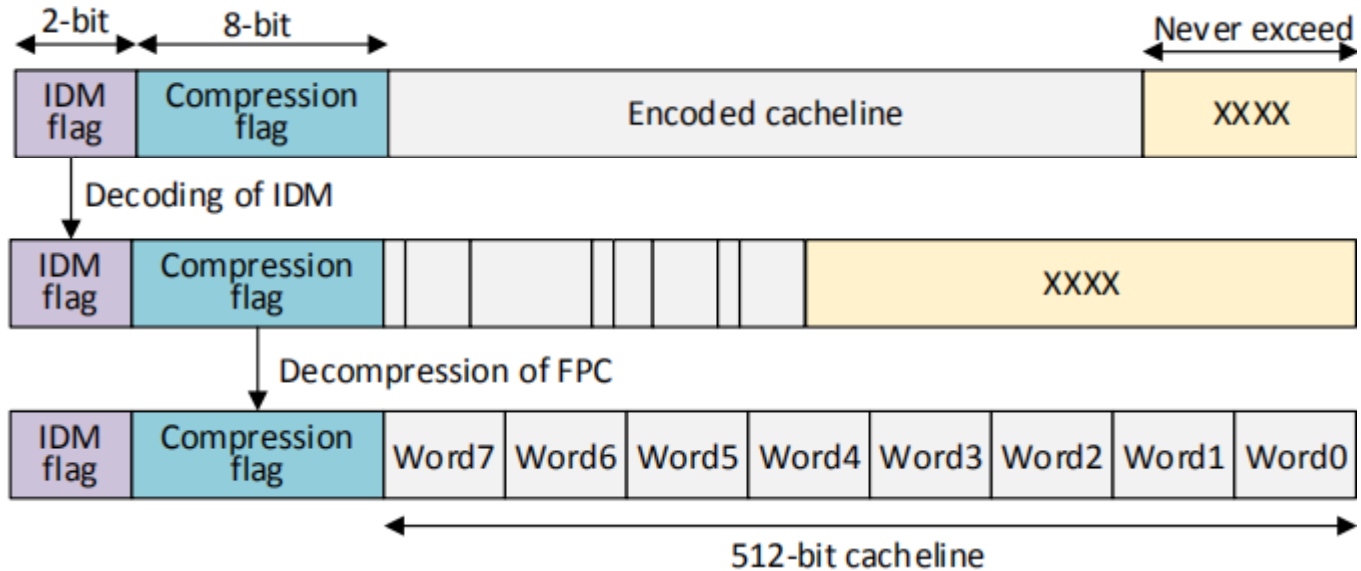 2-bit
8-bit
Never exceed
IDM
flag
Compression
flag
Encoded cacheline
XXXX
Decoding of IDM
IDM
flag
Compression
flag
XXXX
Decompression of FPC
IDM
flag
Compression
flag
Word7
Word6
Word5
Word4
Word3
Word2
Word1
Word0
512-bit cacheline